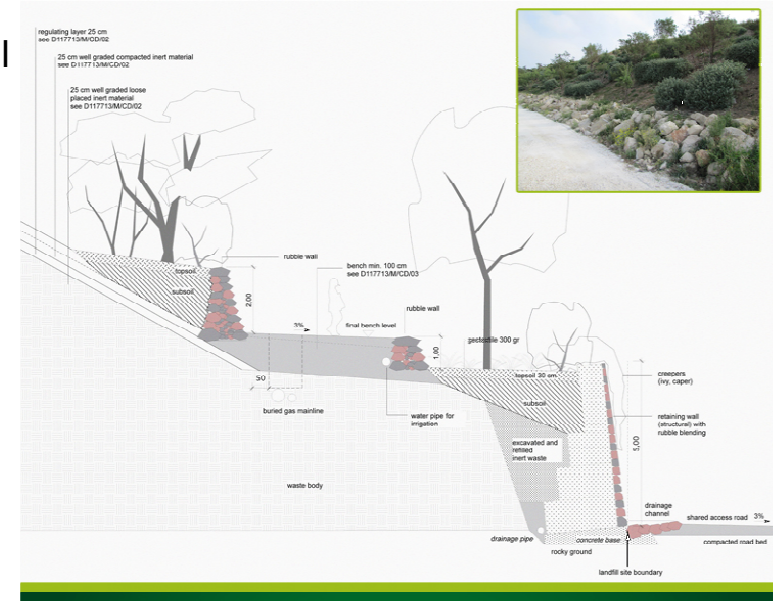 regulating layer 25 cm
see D117713/M/CD/02
25 cm well graded compacted inert material
see D117713/M/CD/02
25 cm well graded loose
placed inert material
see D117713/M/CD/02
rubble wall
topsoil
subsoil
2,00
bench min. 100 cm
see D117713/M/CD/03
rubble wall
3%
final bench level
1,00
geotextile 300 gr
50
topsoil 30 cm
subsoil
creepers
(ivy, caper)
buried gas mainline
water pipe for
irrigation
retaining wall
(structural) with
rubble blending
5,00
excavated and
refilled
inert waste
waste body
drainage
channel
shared access road 3%
drainage pipe
concrete base
compacted road bed
rocky ground
landfill site boundary